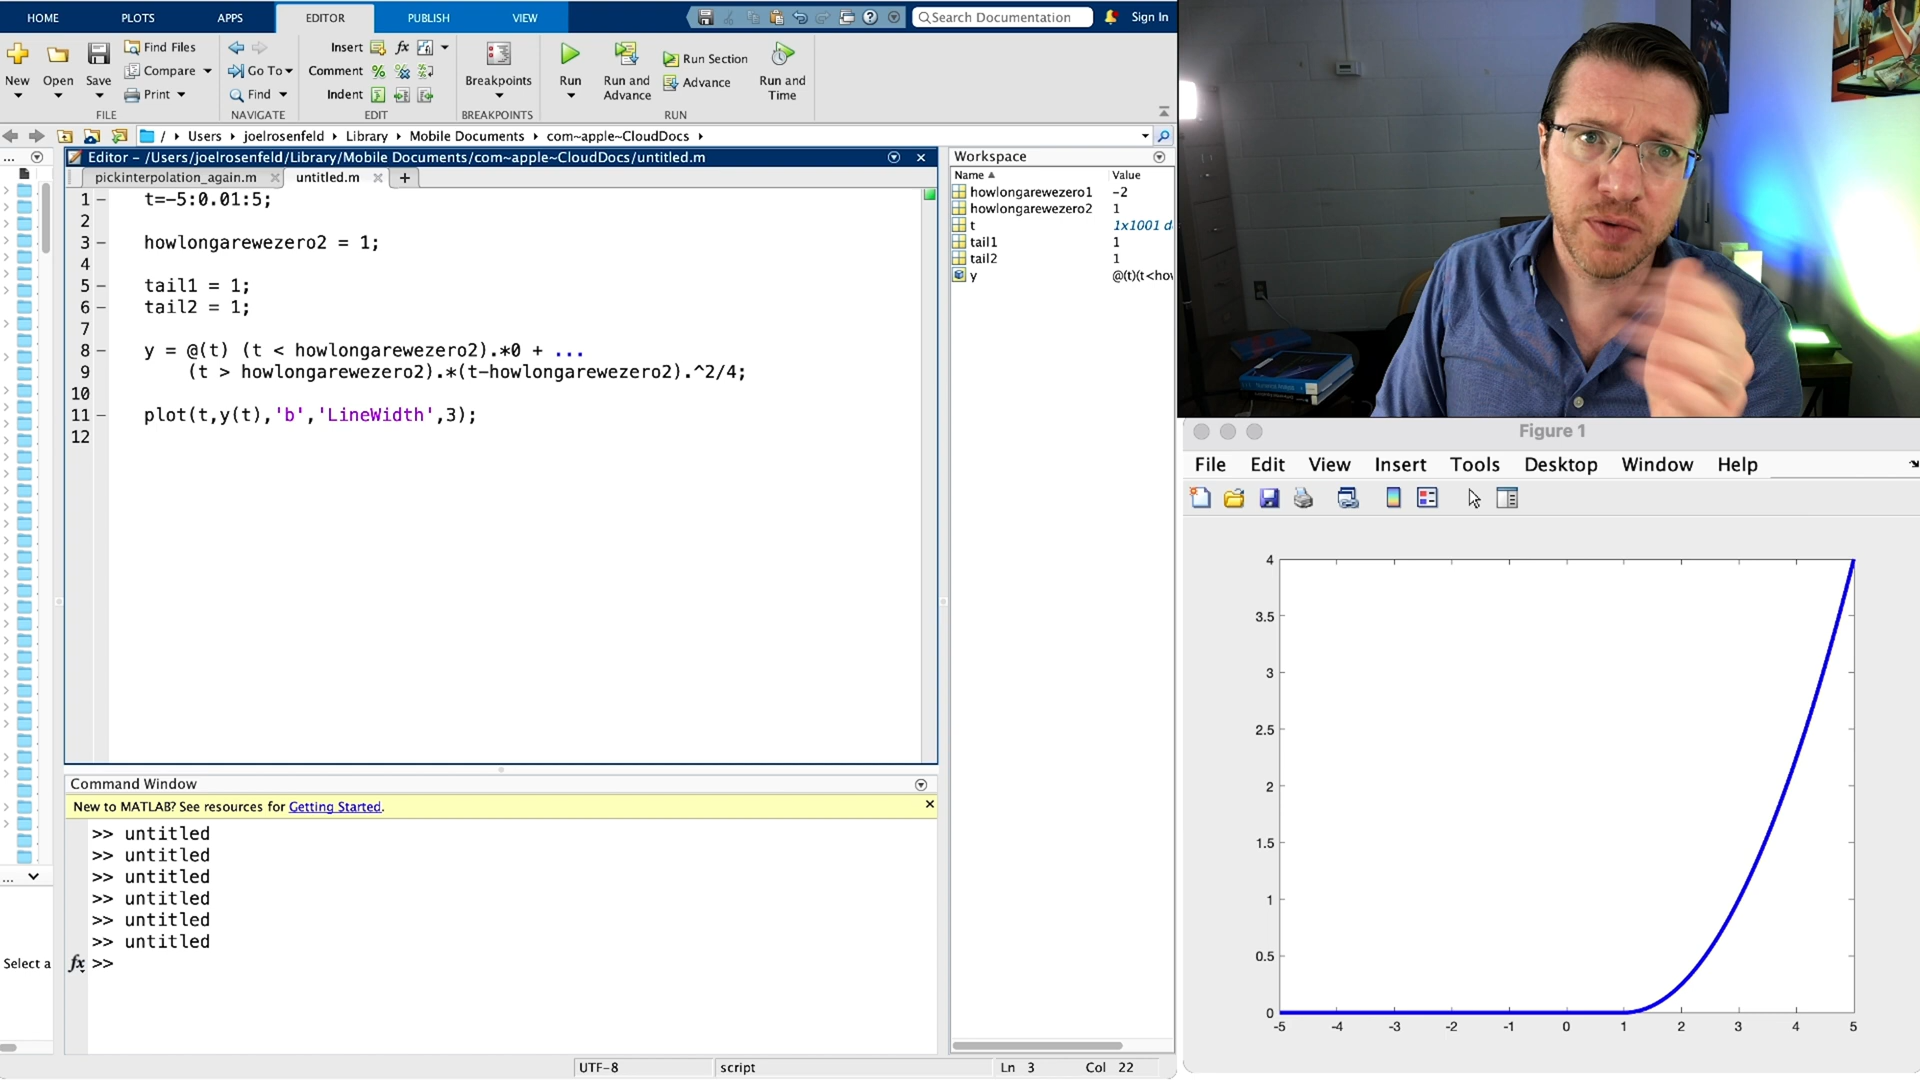 HOME PLOTS APPS EDITOR PUBLISH VIEW Search Documentation Sign In
New Open Save Find Files Compare Print FILE
Go To Find NAVIGATE
Insert fx Comment Indent EDIT
Breakpoints BREAKPOINTS
Run Run and Advance Run Section Advance Run and Time RUN
/ Users joelrosenfeld Library Mobile Documents com~apple~CloudDocs
Editor - /Users/joelrosenfeld/Library/Mobile Documents/com~apple~CloudDocs/untitled.m
pickinterpolation_again.m untitled.m +
1 t=-5:0.01:5;
2
3 howlongarewezero2 = 1;
4
5 tail1 = 1;
6 tail2 = 1;
7
8 y = @(t) (t < howlongarewezero2).*0 + ...
9 (t > howlongarewezero2).*(t-howlongarewezero2).^2/4;
10
11 plot(t,y(t),'b','LineWidth',3);
12
Workspace
Name Value
howlongarewezero1 -2
howlongarewezero2 1
t 1x1001 d
tail1 1
tail2 1
y @(t)(t<hov
Command Window
New to MATLAB? See resources for Getting Started.
>> untitled
>> untitled
>> untitled
>> untitled
>> untitled
>> untitled
fx >>
Select a
UTF-8 script Ln 3 Col 22
Figure 1
File Edit View Insert Tools Desktop Window Help
4
3.5
3
2.5
2
1.5
1
0.5
0
-5 -4 -3 -2 -1 0 1 2 3 4 5